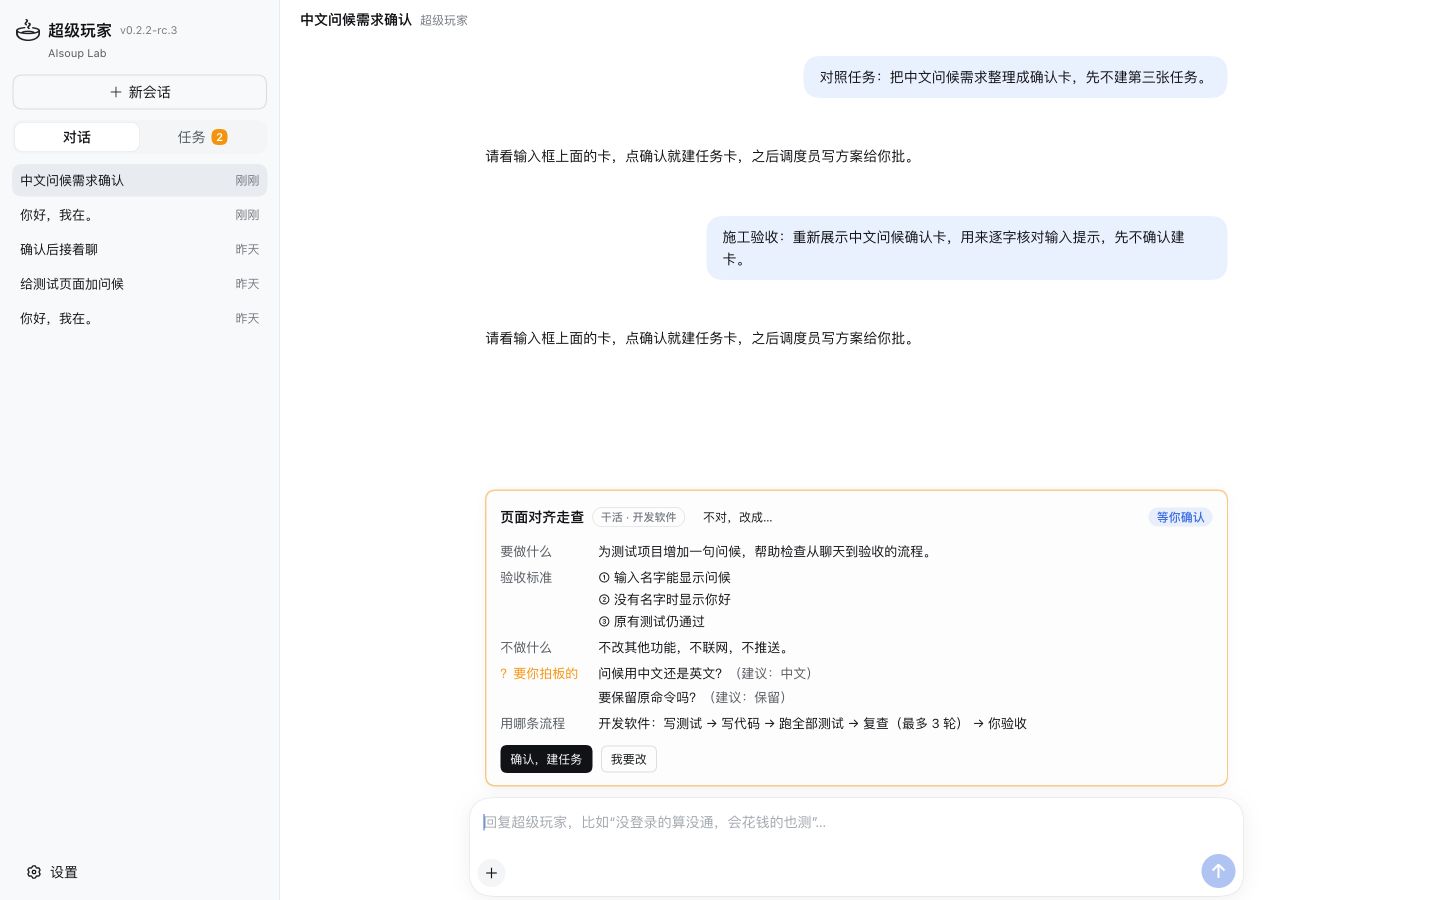 超级玩家 v0.2.2-rc.3
AIsoup Lab
新会话
对话 任务 2
中文问候需求确认 刚刚
你好，我在。 刚刚
确认后接着聊 昨天
给测试页面加问候 昨天
你好，我在。 昨天
设置
中文问候需求确认 超级玩家
对照任务：把中文问候需求整理成确认卡，先不建第三张任务。
请看输入框上面的卡，点确认就建任务卡，之后调度员写方案给你批。
施工验收：重新展示中文问候确认卡，用来逐字核对输入提示，先不确认建
卡。
请看输入框上面的卡，点确认就建任务卡，之后调度员写方案给你批。
页面对齐走查 干活 · 开发软件 不对，改成... 等你确认
要做什么 为测试项目增加一句问候，帮助检查从聊天到验收的流程。
验收标准 ① 输入名字能显示问候
② 没有名字时显示你好
③ 原有测试仍通过
不做什么 不改其他功能，不联网，不推送。
？要你拍板的 问候用中文还是英文？（建议：中文）
要保留原命令吗？（建议：保留）
用哪条流程 开发软件：写测试 → 写代码 → 跑全部测试 → 复查（最多 3 轮） → 你验收
确认，建任务 我要改
回复超级玩家，比如“没登录的算没通，会花钱的也测”...